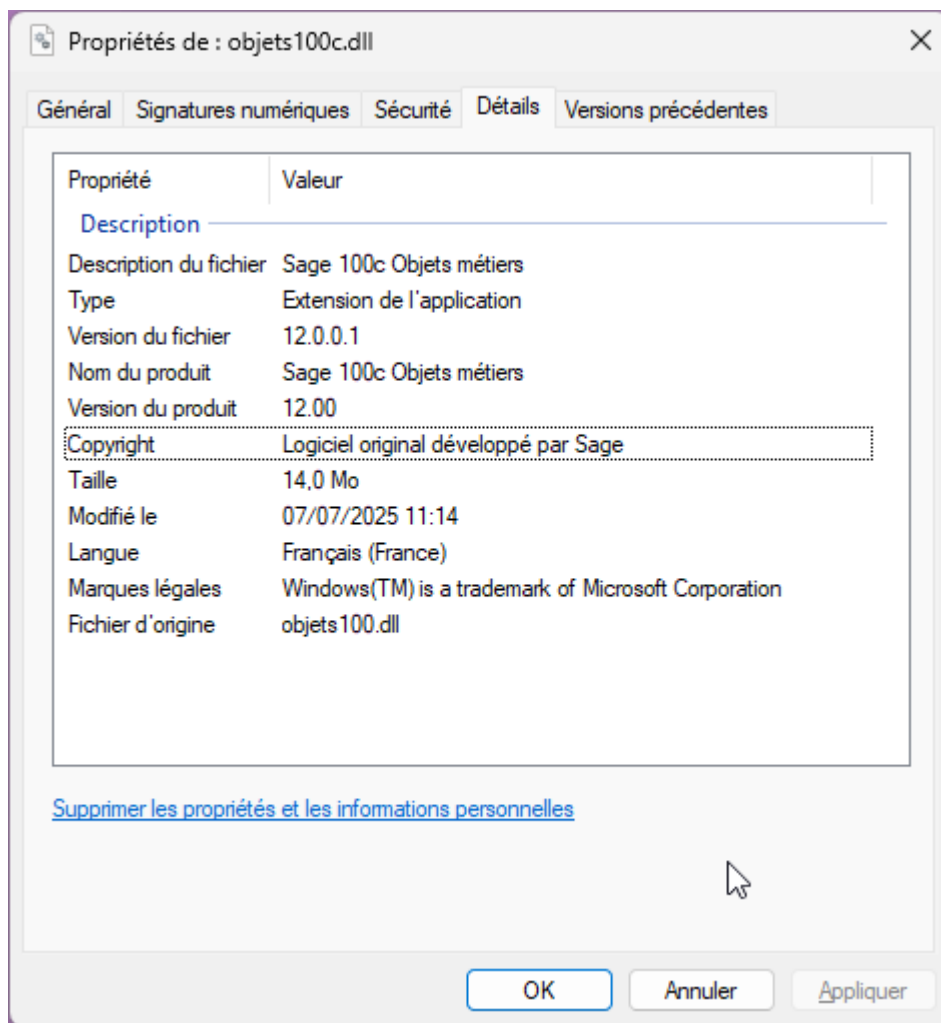 Propriétés de : objets100c.dll
Général Signatures numériques Sécurité Détails Versions précédentes
Propriété Valeur
Description
Description du fichier Sage 100c Objets métiers
Type Extension de l'application
Version du fichier 12.0.0.1
Nom du produit Sage 100c Objets métiers
Version du produit 12.00
Copyright Logiciel original développé par Sage
Taille 14,0 Mo
Modifié le 07/07/2025 11:14
Langue Français (France)
Marques légales Windows(TM) is a trademark of Microsoft Corporation
Fichier d'origine objets100.dll
Supprimer les propriétés et les informations personnelles
OK Annuler Appliquer